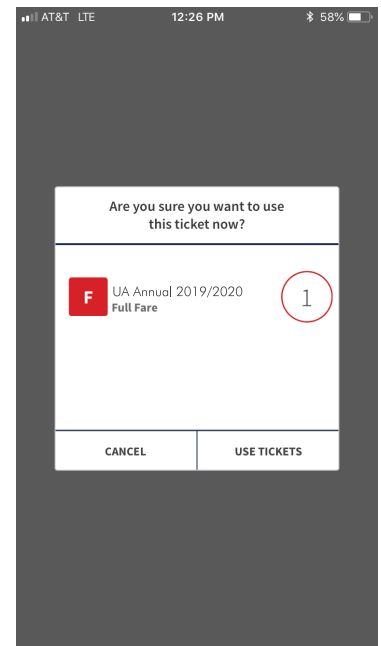 AT&T LTE 12:26 PM 58%
Are you sure you want to use
this ticket now?
F
UA Annual 2019/2020
Full Fare
1
CANCEL USE TICKETS